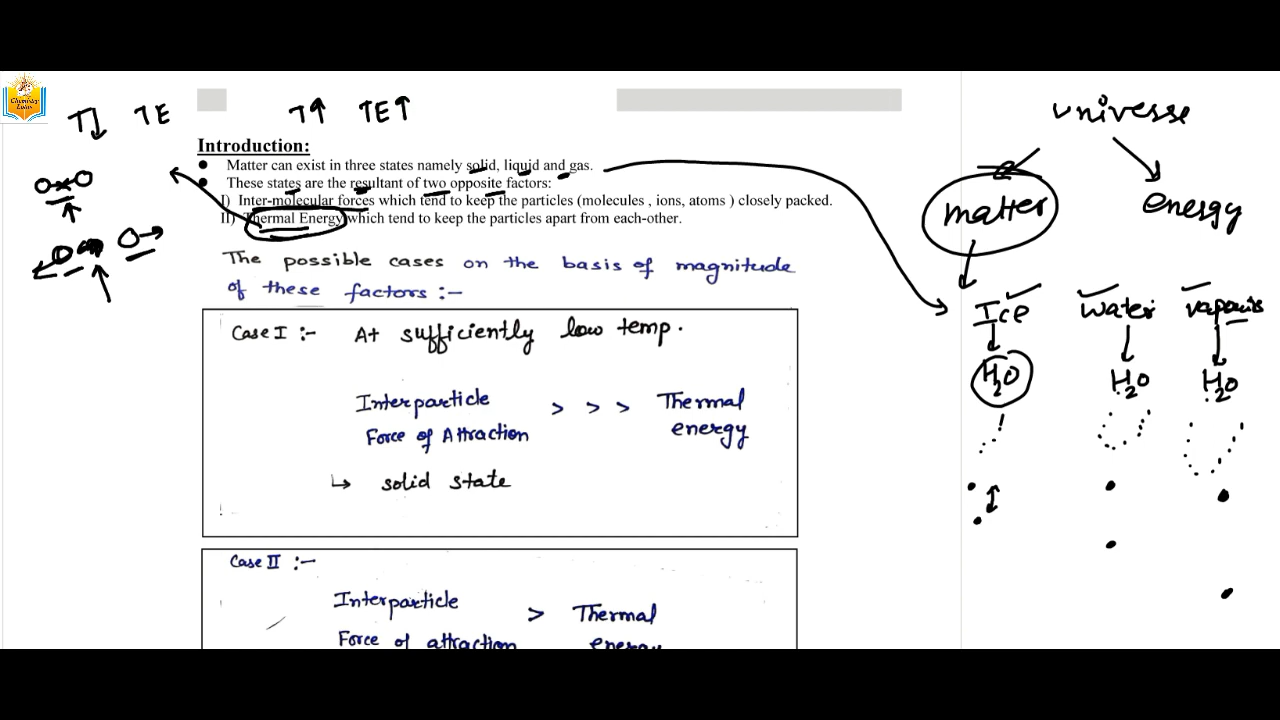 Chemistry
T↓ TE T↑ TE↑
Introduction:
● Matter can exist in three states namely solid, liquid and gas.
● These states are the resultant of two opposite factors:
I) Inter-molecular forces which tend to keep the particles (molecules , ions, atoms ) closely packed.
II) Thermal Energy which tend to keep the particles apart from each-other.
The possible cases on the basis of magnitude
of these factors :-
Case I :- At sufficiently low temp.
Interparticle > > > Thermal
Force of Attraction energy
↳ solid state
Case II :-
Interparticle > Thermal
Force of attraction energy
universe
matter energy
Ice water vapours
H2O H2O H2O